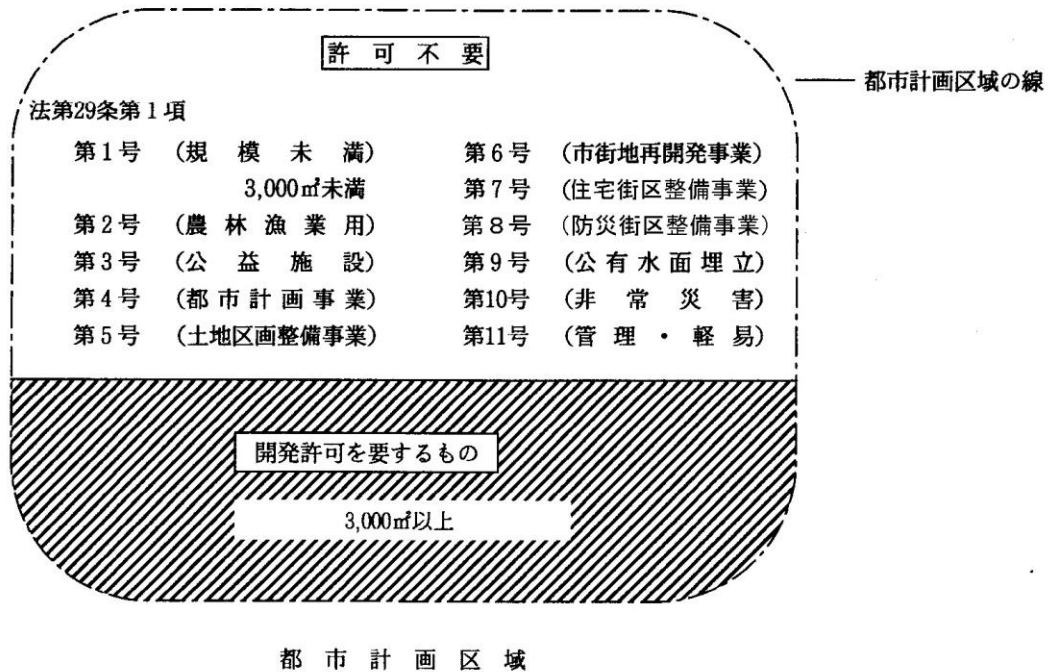 許可不要
都市計画区域の線
法第29条第1項
第1号 (規模未満)
3,000㎡未満
第2号 (農林漁業用)
第3号 (公益施設)
第4号 (都市計画事業)
第5号 (土地区画整備事業)
第6号 (市街地再開発事業)
第7号 (住宅街区整備事業)
第8号 (防災街区整備事業)
第9号 (公有水面埋立)
第10号 (非常災害)
第11号 (管理・軽易)
開発許可を要するもの
3,000㎡以上
都市計画区域